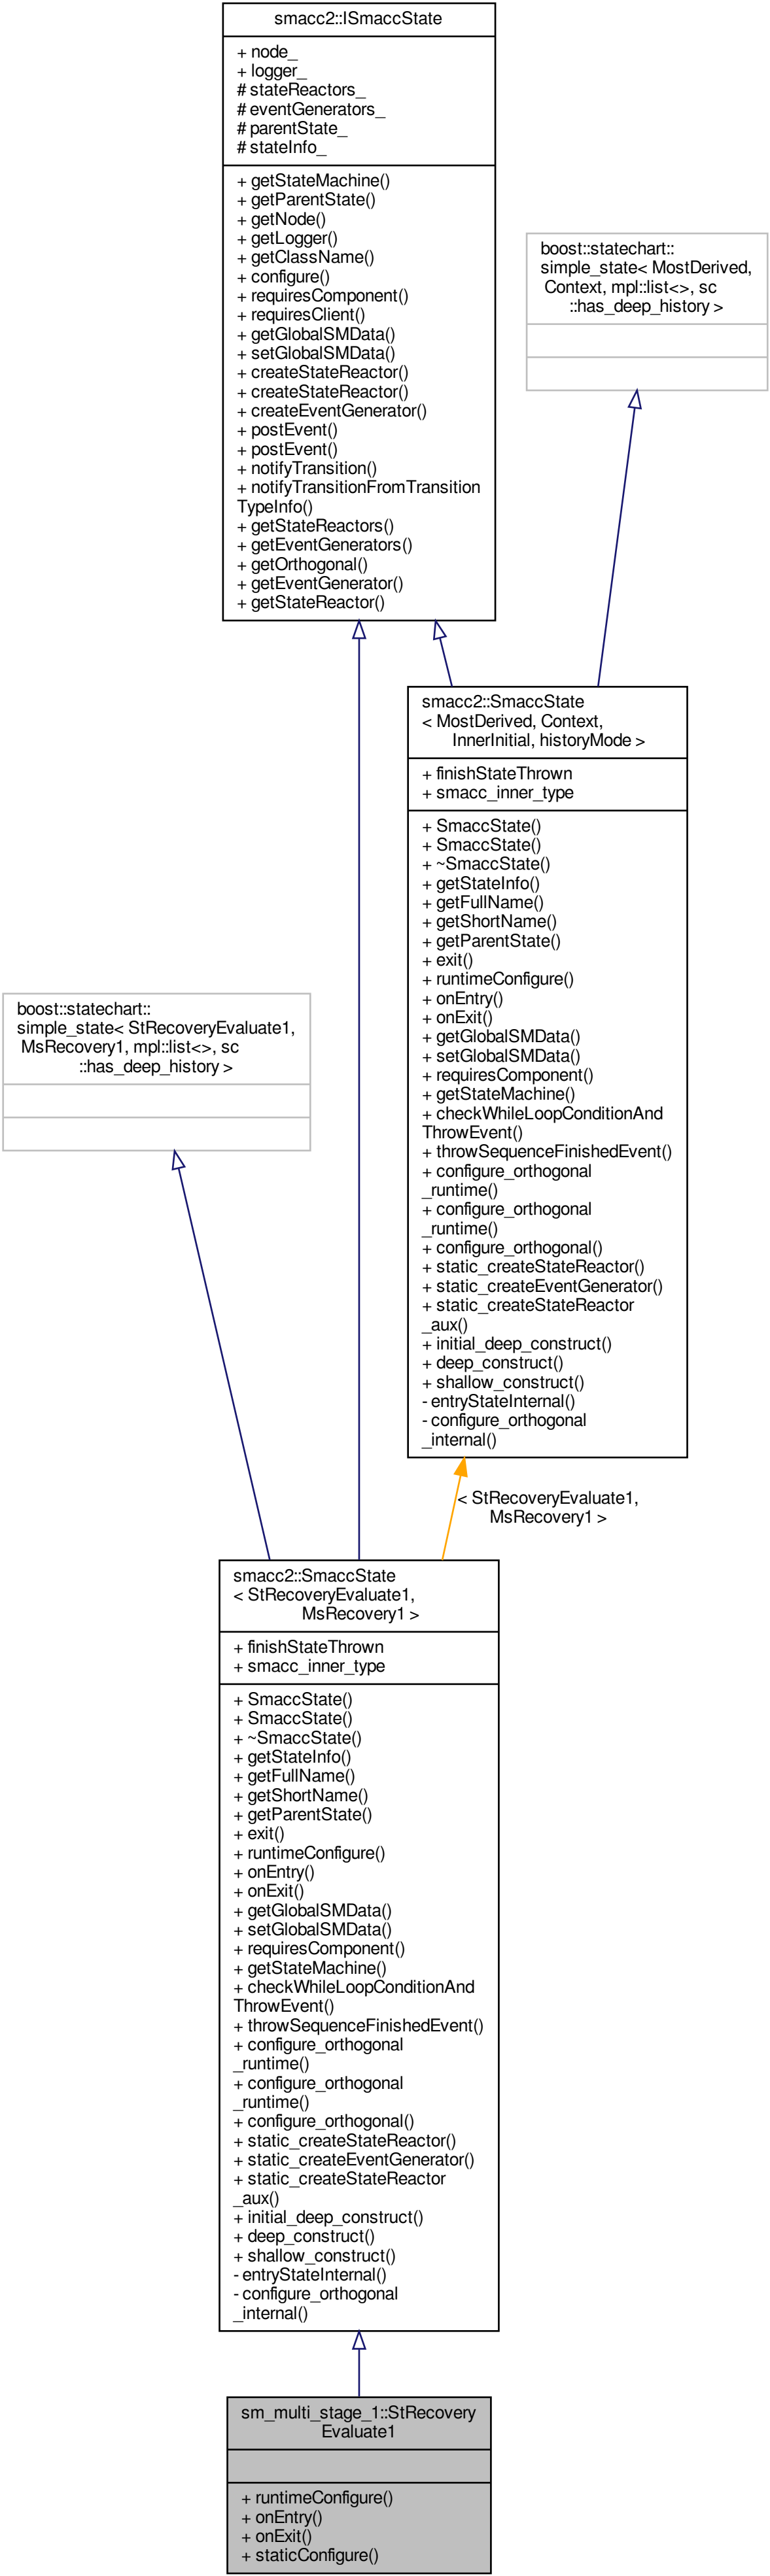 smacc2::ISmaccState
+ node_
+ logger_
# stateReactors_
# eventGenerators_
# parentState_
# stateInfo_
+ getStateMachine()
+ getParentState()
+ getNode()
+ getLogger()
+ getClassName()
+ configure()
+ requiresComponent()
+ requiresClient()
+ getGlobalSMData()
+ setGlobalSMData()
+ createStateReactor()
+ createStateReactor()
+ createEventGenerator()
+ postEvent()
+ postEvent()
+ notifyTransition()
+ notifyTransitionFromTransition
TypeInfo()
+ getStateReactors()
+ getEventGenerators()
+ getOrthogonal()
+ getEventGenerator()
+ getStateReactor()
boost::statechart::
simple_state< MostDerived,
Context, mpl::list<>, sc
::has_deep_history >
smacc2::SmaccState
< MostDerived, Context,
InnerInitial, historyMode >
+ finishStateThrown
+ smacc_inner_type
+ SmaccState()
+ SmaccState()
+ ~SmaccState()
+ getStateInfo()
+ getFullName()
+ getShortName()
+ getParentState()
+ exit()
+ runtimeConfigure()
+ onEntry()
+ onExit()
+ getGlobalSMData()
+ setGlobalSMData()
+ requiresComponent()
+ getStateMachine()
+ checkWhileLoopConditionAnd
ThrowEvent()
+ throwSequenceFinishedEvent()
+ configure_orthogonal
_runtime()
+ configure_orthogonal
_runtime()
+ configure_orthogonal()
+ static_createStateReactor()
+ static_createEventGenerator()
+ static_createStateReactor
_aux()
+ initial_deep_construct()
+ deep_construct()
+ shallow_construct()
- entryStateInternal()
- configure_orthogonal
_internal()
boost::statechart::
simple_state< StRecoveryEvaluate1,
MsRecovery1, mpl::list<>, sc
::has_deep_history >
< StRecoveryEvaluate1,
MsRecovery1 >
smacc2::SmaccState
< StRecoveryEvaluate1,
MsRecovery1 >
+ finishStateThrown
+ smacc_inner_type
+ SmaccState()
+ SmaccState()
+ ~SmaccState()
+ getStateInfo()
+ getFullName()
+ getShortName()
+ getParentState()
+ exit()
+ runtimeConfigure()
+ onEntry()
+ onExit()
+ getGlobalSMData()
+ setGlobalSMData()
+ requiresComponent()
+ getStateMachine()
+ checkWhileLoopConditionAnd
ThrowEvent()
+ throwSequenceFinishedEvent()
+ configure_orthogonal
_runtime()
+ configure_orthogonal
_runtime()
+ configure_orthogonal()
+ static_createStateReactor()
+ static_createEventGenerator()
+ static_createStateReactor
_aux()
+ initial_deep_construct()
+ deep_construct()
+ shallow_construct()
- entryStateInternal()
- configure_orthogonal
_internal()
sm_multi_stage_1::StRecovery
Evaluate1
+ runtimeConfigure()
+ onEntry()
+ onExit()
+ staticConfigure()